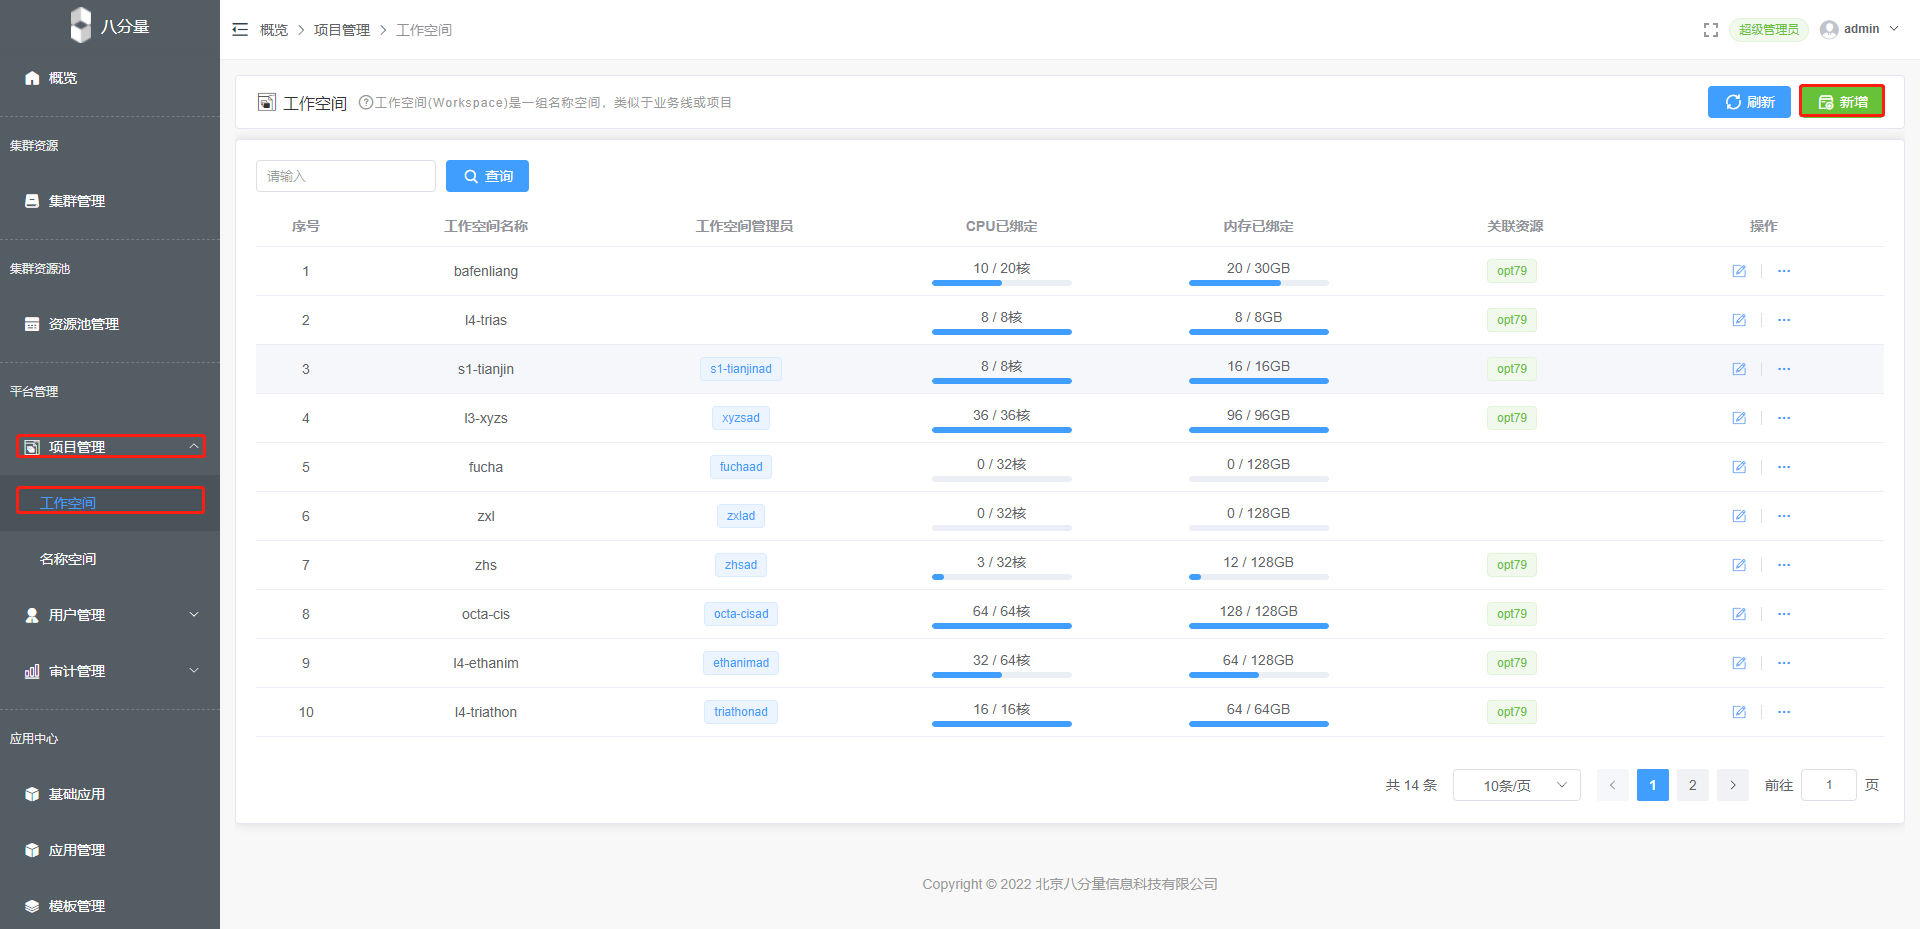 八分量
概览
集群资源
集群管理
集群资源池
资源池管理
平台管理
项目管理
工作空间
名称空间
用户管理
审计管理
应用中心
基础应用
应用管理
模板管理
概览 > 项目管理 > 工作空间
超级管理员 admin
工作空间 ?工作空间(Workspace)是一组名称空间，类似于业务线或项目
刷新 新增
请输入 查询
序号 工作空间名称 工作空间管理员 CPU已绑定 内存已绑定 关联资源 操作
1 bafenliang 10 / 20核 20 / 30GB opt79
2 l4-trias 8 / 8核 8 / 8GB opt79
3 s1-tianjin s1-tianjinad 8 / 8核 16 / 16GB opt79
4 l3-xyzs xyzsad 36 / 36核 96 / 96GB opt79
5 fucha fuchaad 0 / 32核 0 / 128GB
6 zxl zxlad 0 / 32核 0 / 128GB
7 zhs zhsad 3 / 32核 12 / 128GB opt79
8 octa-cis octa-cisad 64 / 64核 128 / 128GB opt79
9 l4-ethanim ethanimad 32 / 64核 64 / 128GB opt79
10 l4-triathon triathonad 16 / 16核 64 / 64GB opt79
共 14 条 10条/页 < 1 2 > 前往 1 页
Copyright © 2022 北京八分量信息科技有限公司